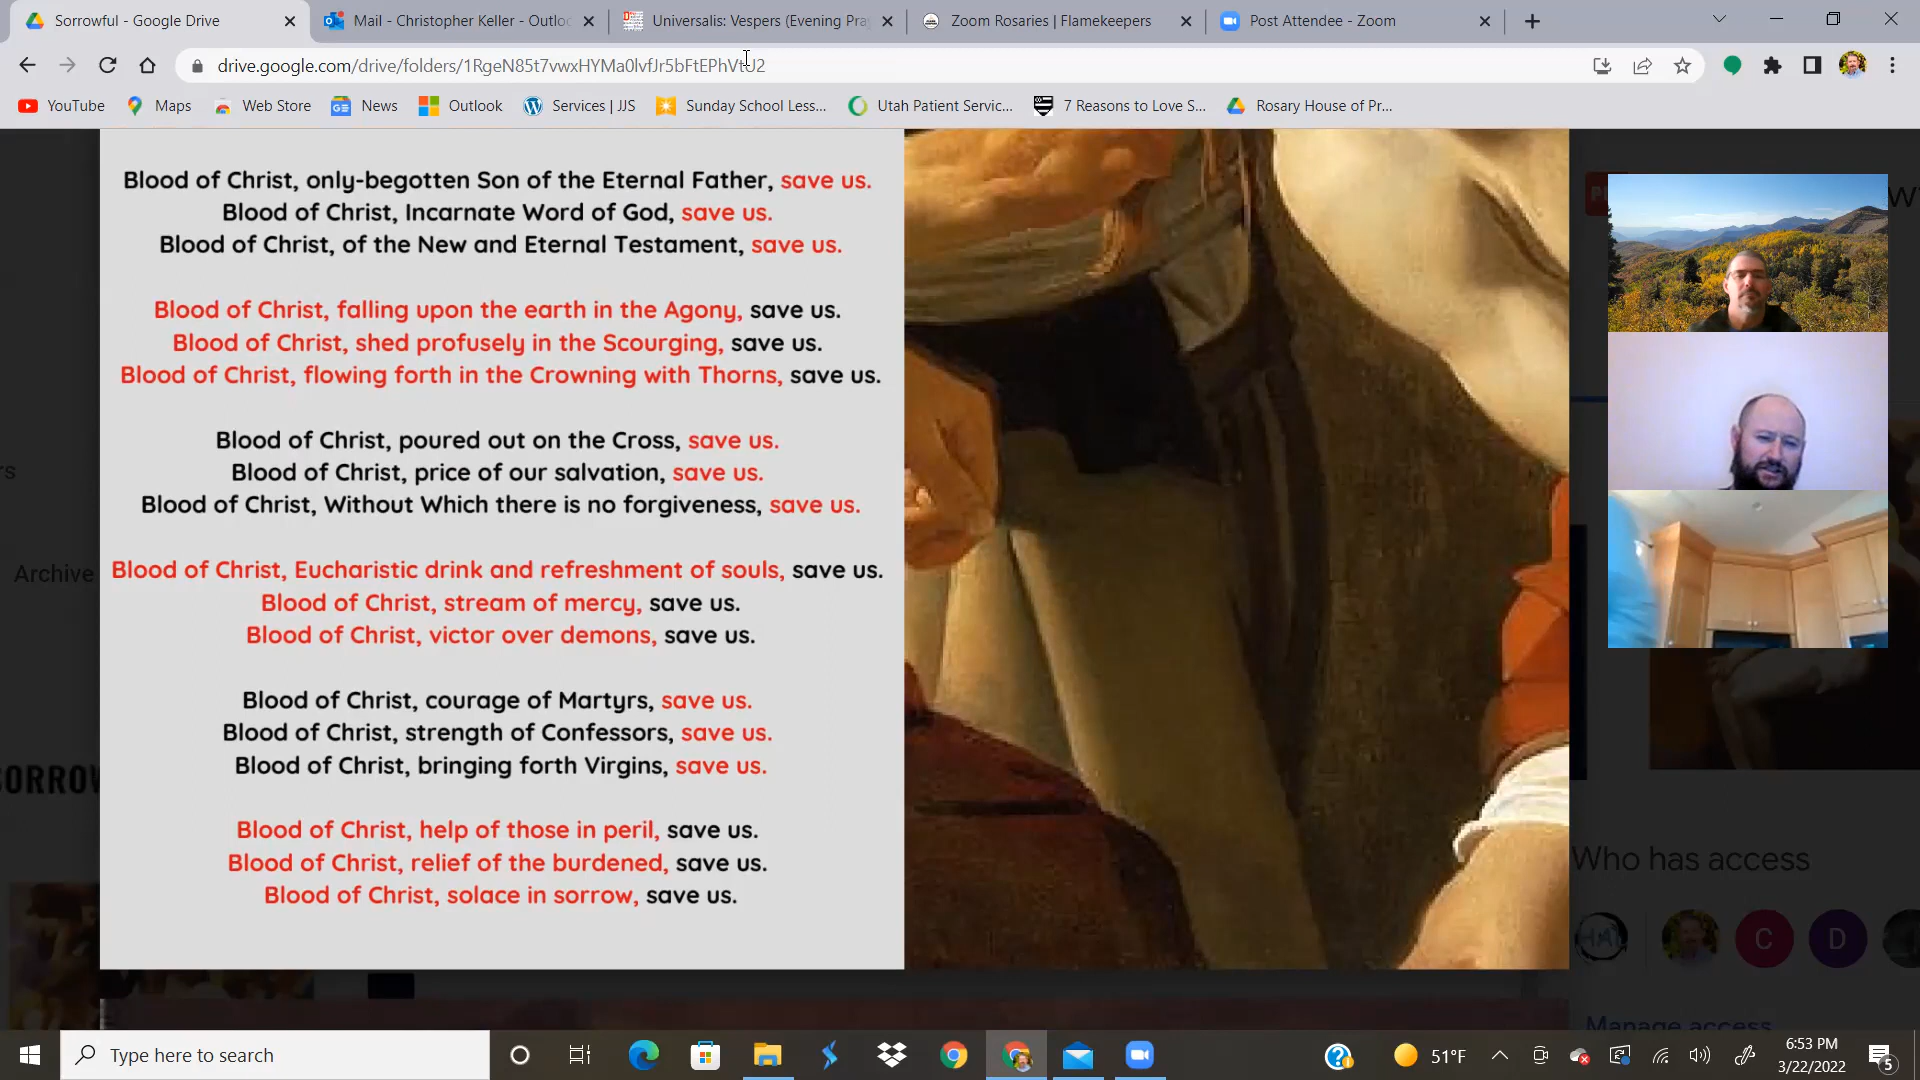 Sorrowful - Google Drive
Mail - Christopher Keller - Outlo
Universalis: Vespers (Evening Pra
Zoom Rosaries | Flamekeepers
Post Attendee - Zoom
drive.google.com/drive/folders/1RgeN85t7vwxHYMa0lvfJr5bFtEPhVtU2
YouTube
Maps
Web Store
News
Outlook
Services | JJS
Sunday School Less...
Utah Patient Servic...
7 Reasons to Love S...
Rosary House of Pr...
Blood of Christ, only-begotten Son of the Eternal Father, save us.
Blood of Christ, Incarnate Word of God, save us.
Blood of Christ, of the New and Eternal Testament, save us.
Blood of Christ, falling upon the earth in the Agony, save us.
Blood of Christ, shed profusely in the Scourging, save us.
Blood of Christ, flowing forth in the Crowning with Thorns, save us.
Blood of Christ, poured out on the Cross, save us.
Blood of Christ, price of our salvation, save us.
Blood of Christ, Without Which there is no forgiveness, save us.
Blood of Christ, Eucharistic drink and refreshment of souls, save us.
Blood of Christ, stream of mercy, save us.
Blood of Christ, victor over demons, save us.
Blood of Christ, courage of Martyrs, save us.
Blood of Christ, strength of Confessors, save us.
Blood of Christ, bringing forth Virgins, save us.
Blood of Christ, help of those in peril, save us.
Blood of Christ, relief of the burdened, save us.
Blood of Christ, solace in sorrow, save us.
Archive
SORROW
Who has access
C
D
Manage access
Type here to search
51°F
6:53 PM
3/22/2022
5